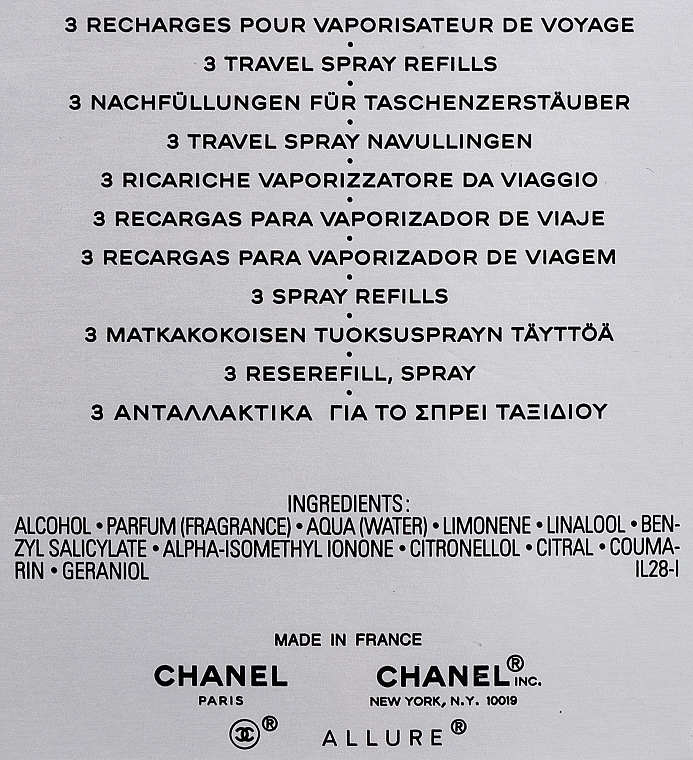 3 RECHARGES POUR VAPORISATEUR DE VOYAGE
•
3 TRAVEL SPRAY REFILLS
•
3 NACHFÜLLUNGEN FÜR TASCHENZERSTÄUBER
•
3 TRAVEL SPRAY NAVULLINGEN
•
3 RICARICHE VAPORIZZATORE DA VIAGGIO
•
3 RECARGAS PARA VAPORIZADOR DE VIAJE
•
3 RECARGAS PARA VAPORIZADOR DE VIAGEM
•
3 SPRAY REFILLS
•
3 MATKAKOKOISEN TUOKSUSPRAYN TÄYTTÖÄ
•
3 RESEREFILL, SPRAY
•
3 ΑΝΤΑΛΛΑΚΤΙΚΑ ΓΙΑ ΤΟ ΣΠΡΕΙ ΤΑΞΙΔΙΟΥ
INGREDIENTS:
ALCOHOL • PARFUM (FRAGRANCE) • AQUA (WATER) • LIMONENE • LINALOOL • BEN-
ZYL SALICYLATE • ALPHA-ISOMETHYL IONONE • CITRONELLOL • CITRAL • COUMA-
RIN • GERANIOL IL28-I
MADE IN FRANCE
CHANEL CHANEL® INC.
PARIS NEW YORK, N.Y. 10019
® ALLURE®